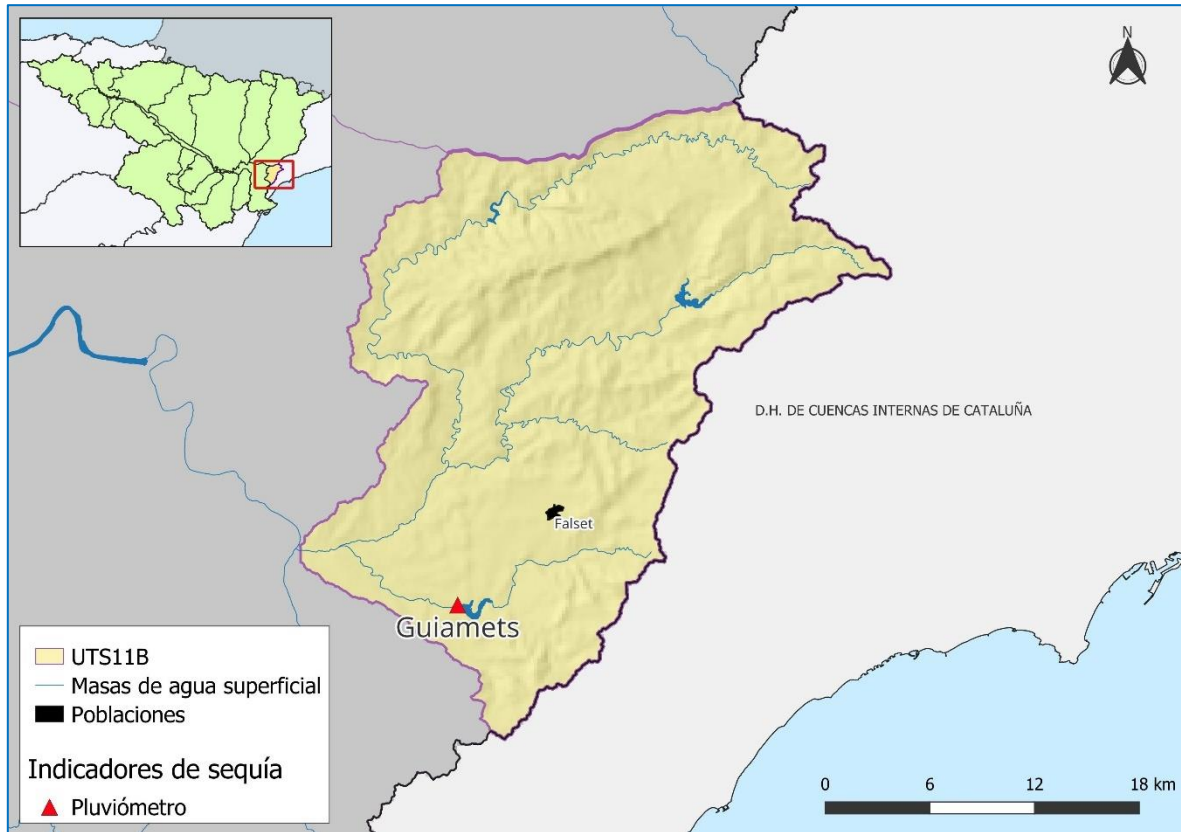 N
D.H. DE CUENCAS INTERNAS DE CATALUÑA
Falset
Guiamets
UTS11B
Masas de agua superficial
Poblaciones
Indicadores de sequía
Pluviómetro
0 6 12 18 km